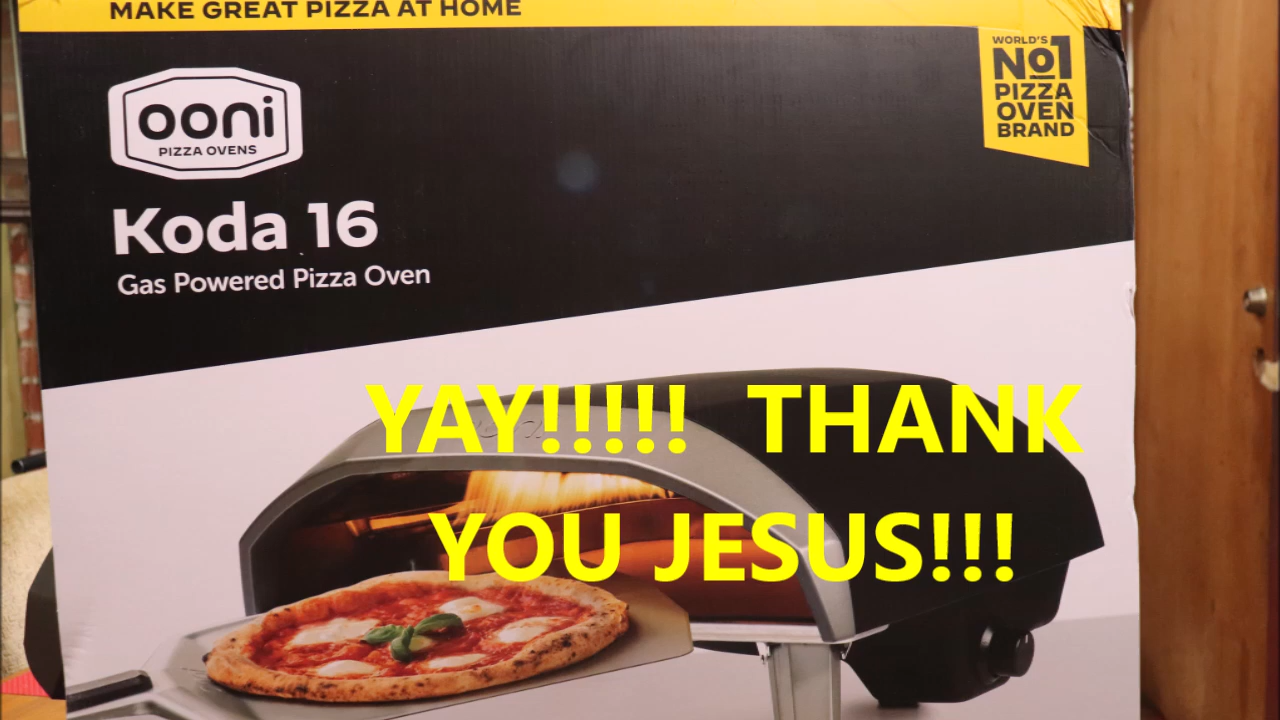 MAKE GREAT PIZZA AT HOME
WORLD'S
No1
PIZZA
OVEN
BRAND
ooni
PIZZA OVENS
Koda 16
Gas Powered Pizza Oven
YAY!!!!! THANK
YOU JESUS!!!